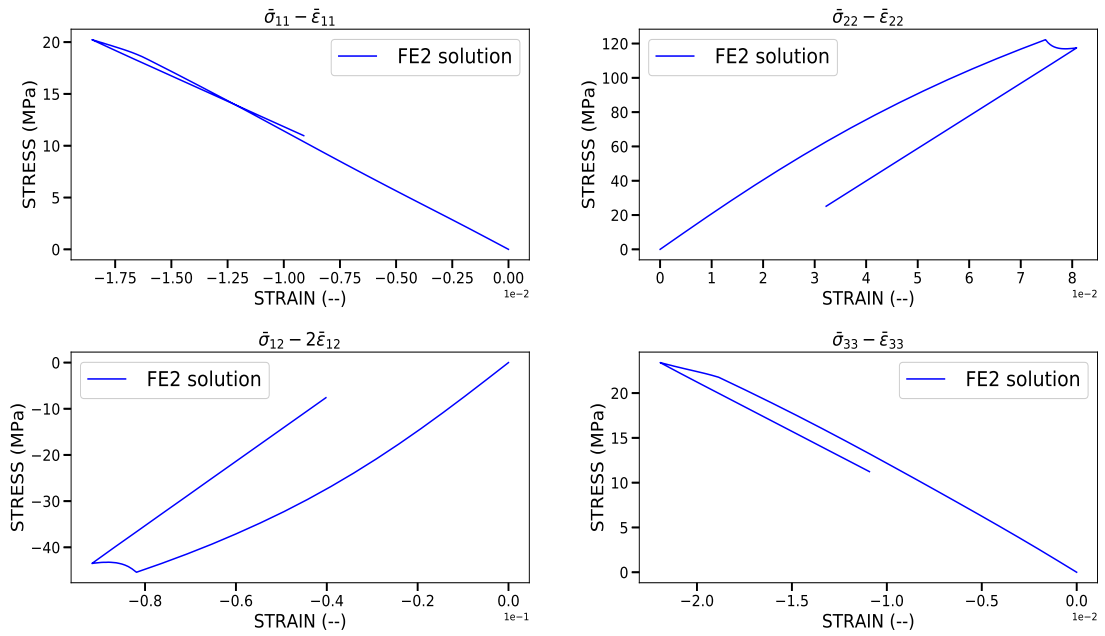 σ̄₁₁ − ε̄₁₁
FE2 solution
STRESS (MPa)
20
15
10
5
0
−1.75 −1.50 −1.25 −1.00 −0.75 −0.50 −0.25 0.00
STRAIN (--)
1e−2
σ̄₂₂ − ε̄₂₂
FE2 solution
STRESS (MPa)
120
100
80
60
40
20
0
0 1 2 3 4 5 6 7 8
STRAIN (--)
1e−2
σ̄₁₂ − 2ε̄₁₂
FE2 solution
STRESS (MPa)
0
−10
−20
−30
−40
−0.8 −0.6 −0.4 −0.2 0.0
STRAIN (--)
1e−1
σ̄₃₃ − ε̄₃₃
FE2 solution
STRESS (MPa)
20
15
10
5
0
−2.0 −1.5 −1.0 −0.5 0.0
STRAIN (--)
1e−2